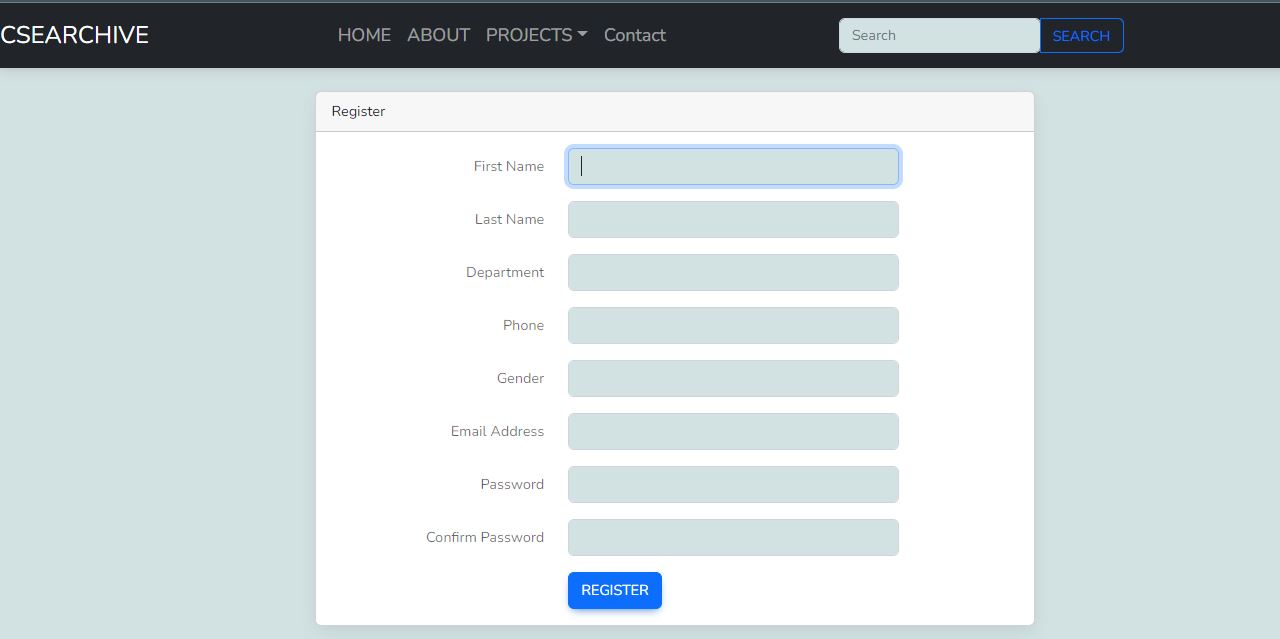 CSEARCHIVE HOME ABOUT PROJECTS Contact Search SEARCH
Register
First Name
Last Name
Department
Phone
Gender
Email Address
Password
Confirm Password
REGISTER